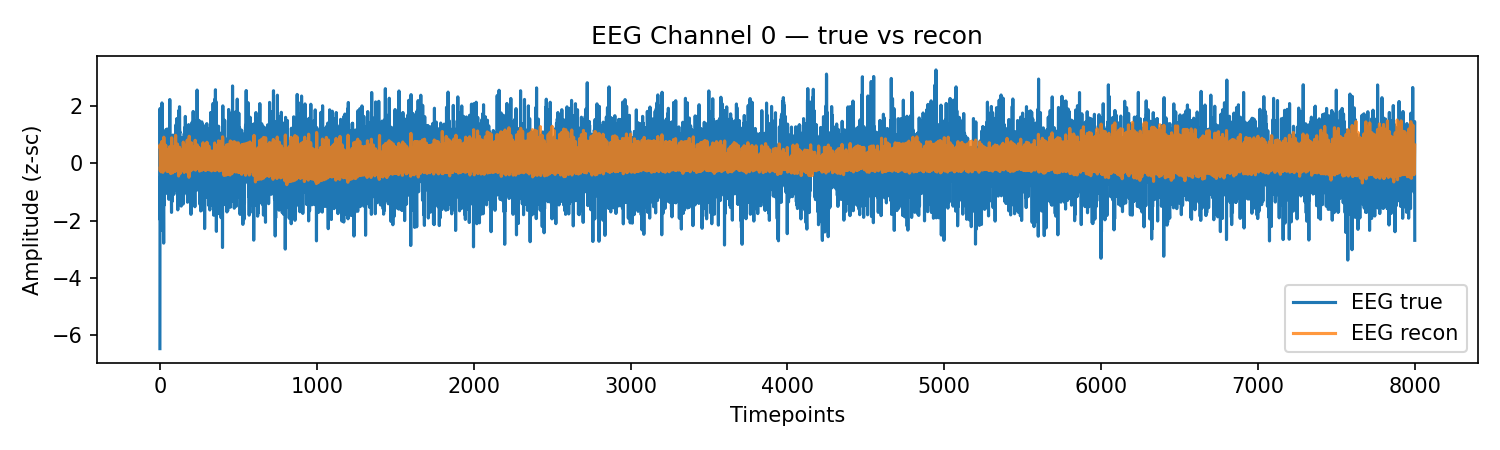 EEG Channel 0 — true vs recon
Amplitude (z-sc)
2
0
−2
−4
−6
EEG true
EEG recon
0 1000 2000 3000 4000 5000 6000 7000 8000
Timepoints